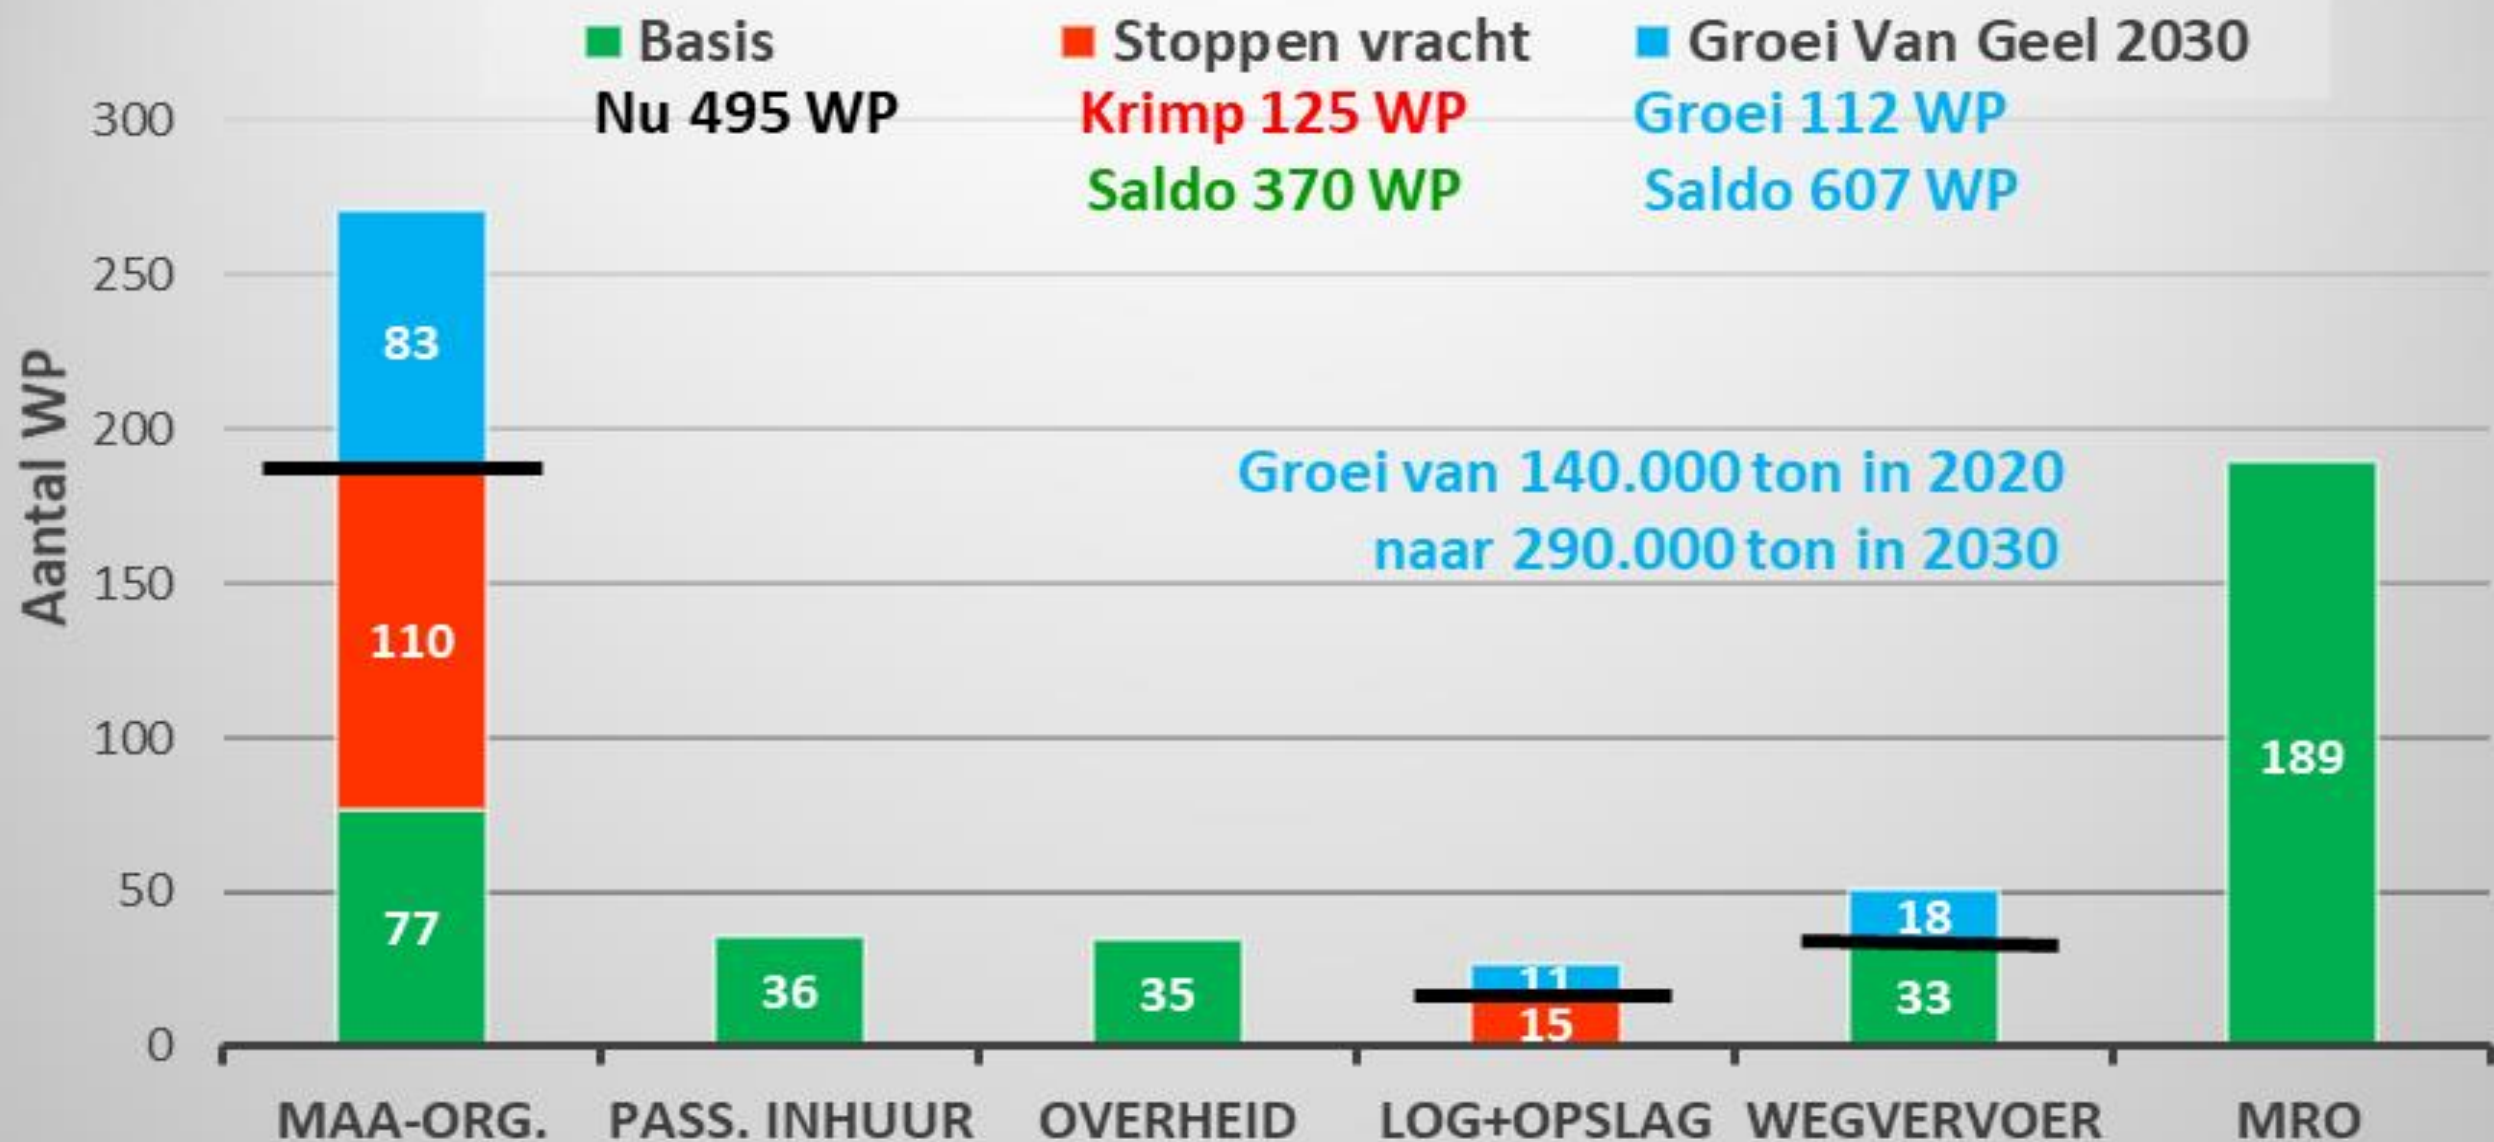 Basis
Stoppen vracht
Groei Van Geel 2030
Nu 495 WP
Krimp 125 WP
Groei 112 WP
Saldo 370 WP
Saldo 607 WP
Aantal WP
300
250
200
150
100
50
0
Groei van 140.000 ton in 2020
naar 290.000 ton in 2030
83
110
77
36
35
11
15
18
33
189
MAA-ORG.
PASS. INHUUR
OVERHEID
LOG+OPSLAG
WEGVERVOER
MRO